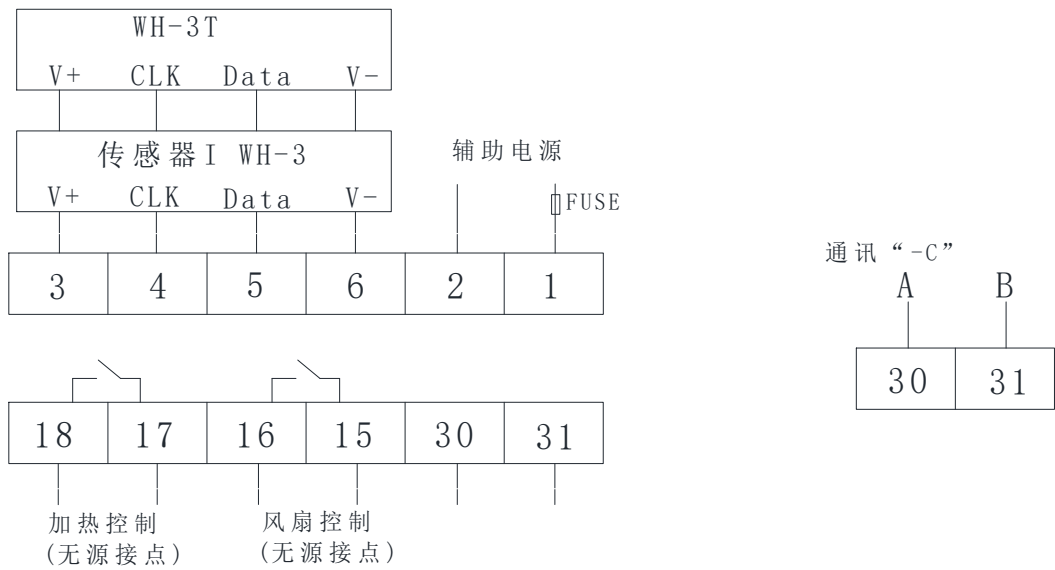 WH-3T
V+ CLK Data V-
传感器I WH-3
V+ CLK Data V-
辅助电源
FUSE
3 4 5 6 2 1
通讯“-C”
A B
30 31
18 17 16 15 30 31
加热控制
(无源接点)
风扇控制
(无源接点)